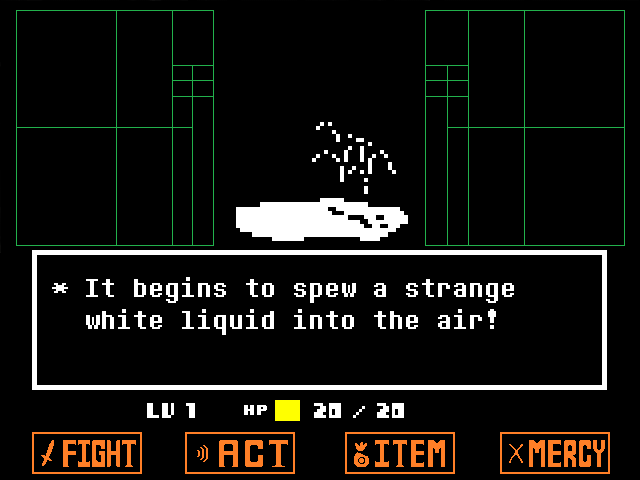 * It begins to spew a strange
white liquid into the air!
LV 1 HP 20 / 20
FIGHT ACT ITEM MERCY